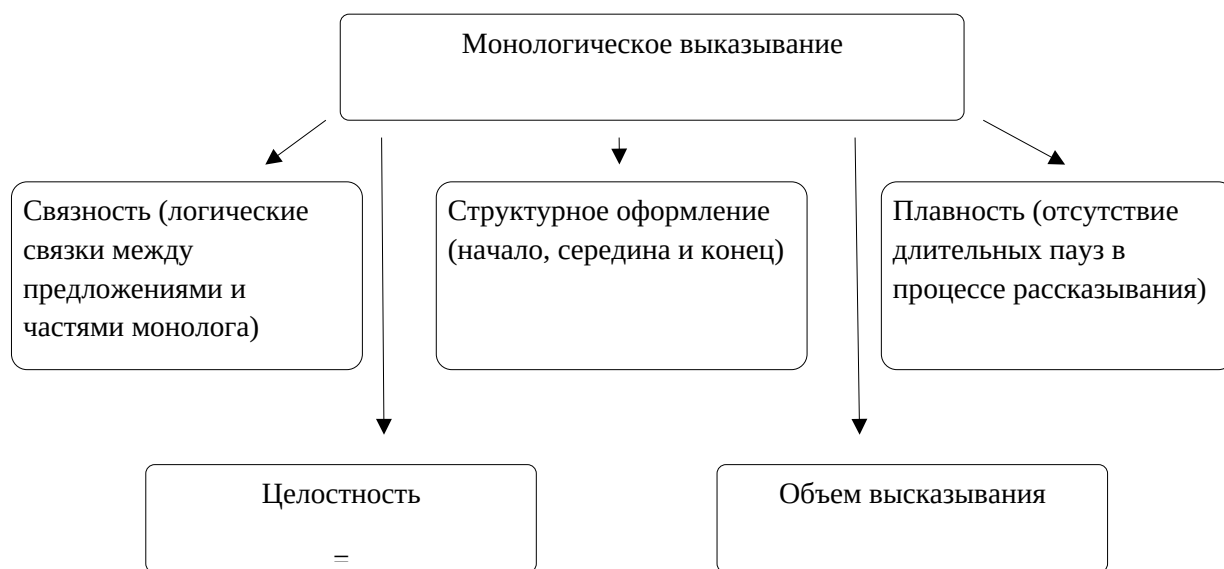 Монологическое выказывание
Связность (логические
связки между
предложениями и
частями монолога)
Структурное оформление
(начало, середина и конец)
Плавность (отсутствие
длительных пауз в
процессе рассказывания)
Целостность
=
Объем высказывания